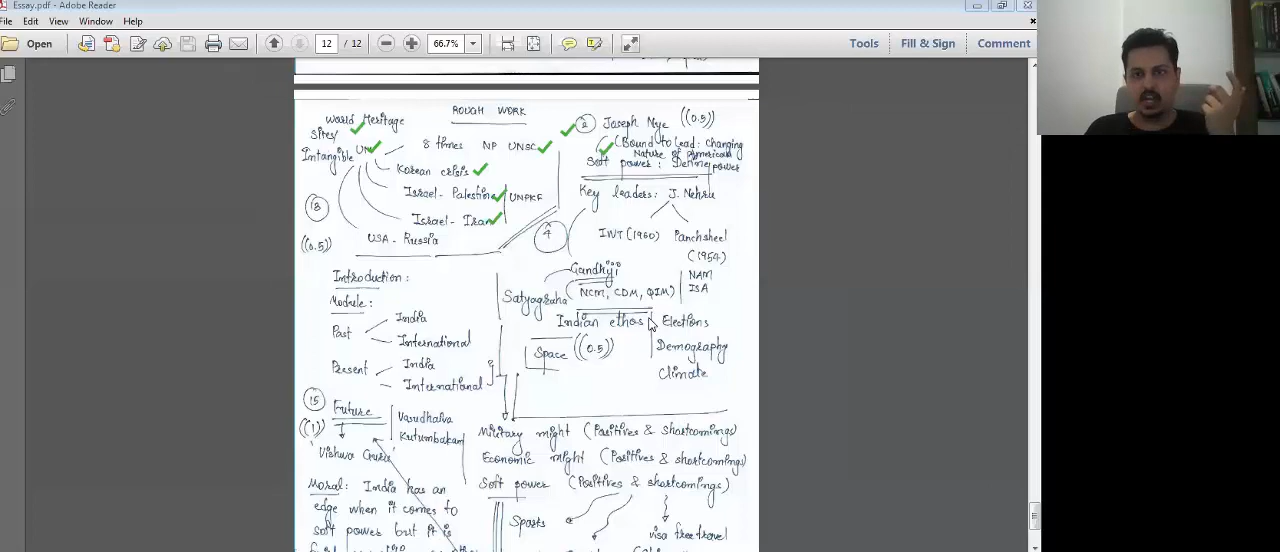 Essay.pdf - Adobe Reader
File Edit View Window Help
Open 12 / 12 66.7% Tools Fill & Sign Comment
ROUGH WORK
World Heritage
Sites/
Intangible
UN
8 times NP UNSC
Korean crisis
Israel-Palestine
UNPKF
Israel-Iran
USA-Russia
18
((0.5))
2 Joseph Nye ((0.5))
(Bound to Lead: Changing
Nature of American
power
Soft power: Define
Key leaders: J. Nehru
4
IWT (1960) Panchsheel
(1954)
NAM
ISA
Gandhiji
Satyagraha
(NCM, CDM, QIM)
Indian ethos
Elections
Demography
Climate
Space ((0.5))
Introduction:
Module:
Past
India
International
Present
India
International
15
((1))
Future
Vasudhaiva
Kutumbakam
'Vishwa Guru'
Military might (Positives & shortcomings)
Economic might (Positives & shortcomings)
Soft power (Positives & shortcomings)
Sports
visa free travel
Moral: India has an
edge when it comes to
soft power but it is